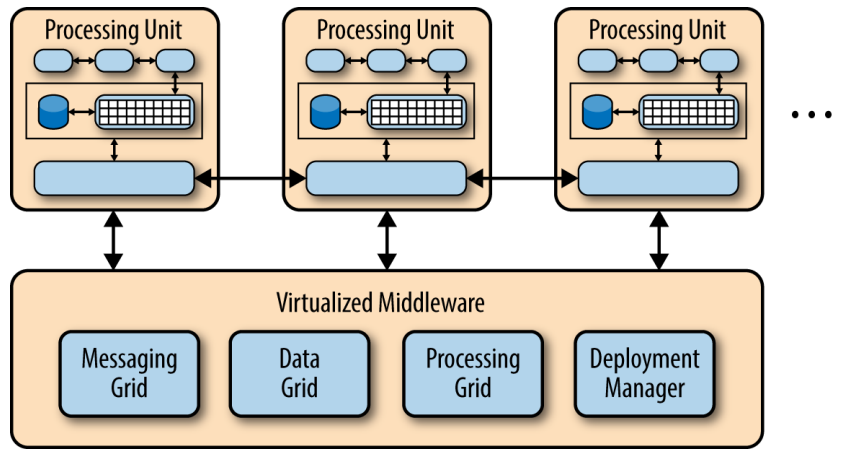 Processing Unit
Processing Unit
Processing Unit
...
Virtualized Middleware
Messaging
Grid
Data
Grid
Processing
Grid
Deployment
Manager